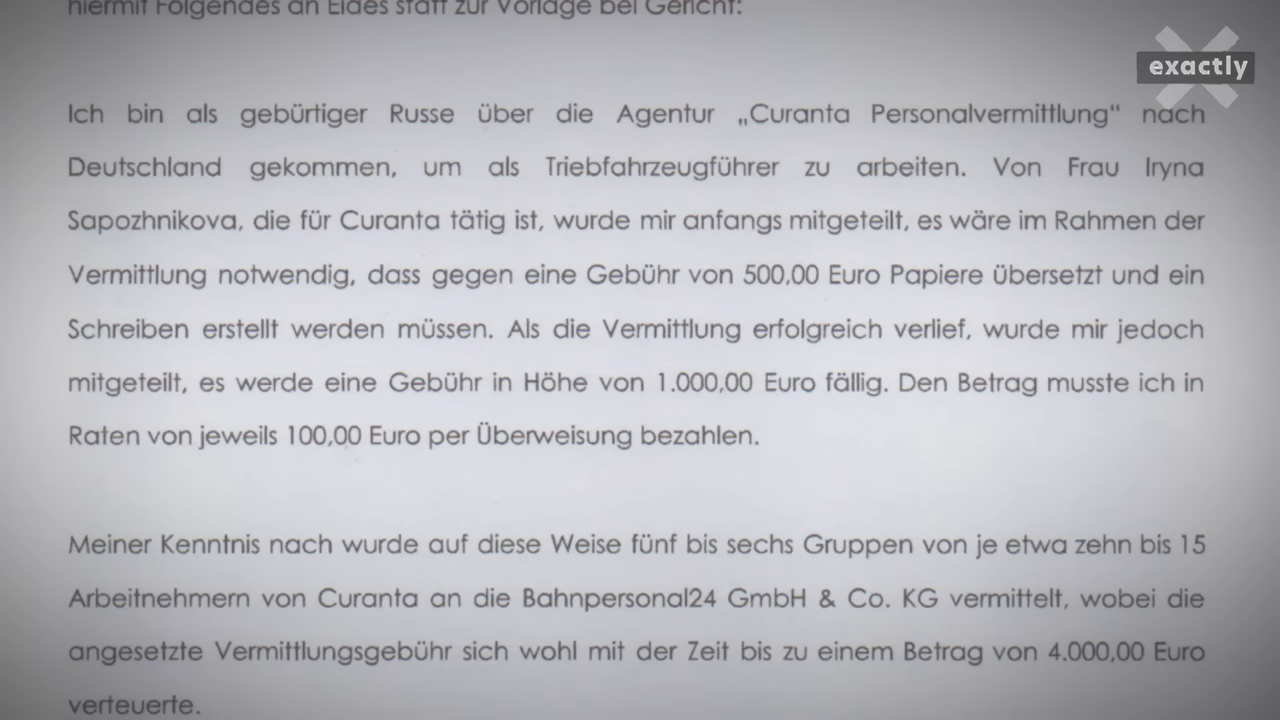 hiermit Folgendes an Eides statt zur Vorlage bei Gericht:
exactly
Ich bin als gebürtiger Russe über die Agentur „Curanta Personalvermittlung“ nach
Deutschland gekommen, um als Triebfahrzeugführer zu arbeiten. Von Frau Iryna
Sapozhnikova, die für Curanta tätig ist, wurde mir anfangs mitgeteilt, es wäre im Rahmen der
Vermittlung notwendig, dass gegen eine Gebühr von 500,00 Euro Papiere übersetzt und ein
Schreiben erstellt werden müssen. Als die Vermittlung erfolgreich verlief, wurde mir jedoch
mitgeteilt, es werde eine Gebühr in Höhe von 1.000,00 Euro fällig. Den Betrag musste ich in
Raten von jeweils 100,00 Euro per Überweisung bezahlen.
Meiner Kenntnis nach wurde auf diese Weise fünf bis sechs Gruppen von je etwa zehn bis 15
Arbeitnehmern von Curanta an die Bahnpersonal24 GmbH & Co. KG vermittelt, wobei die
angesetzte Vermittlungsgebühr sich wohl mit der Zeit bis zu einem Betrag von 4.000,00 Euro
verteuerte.